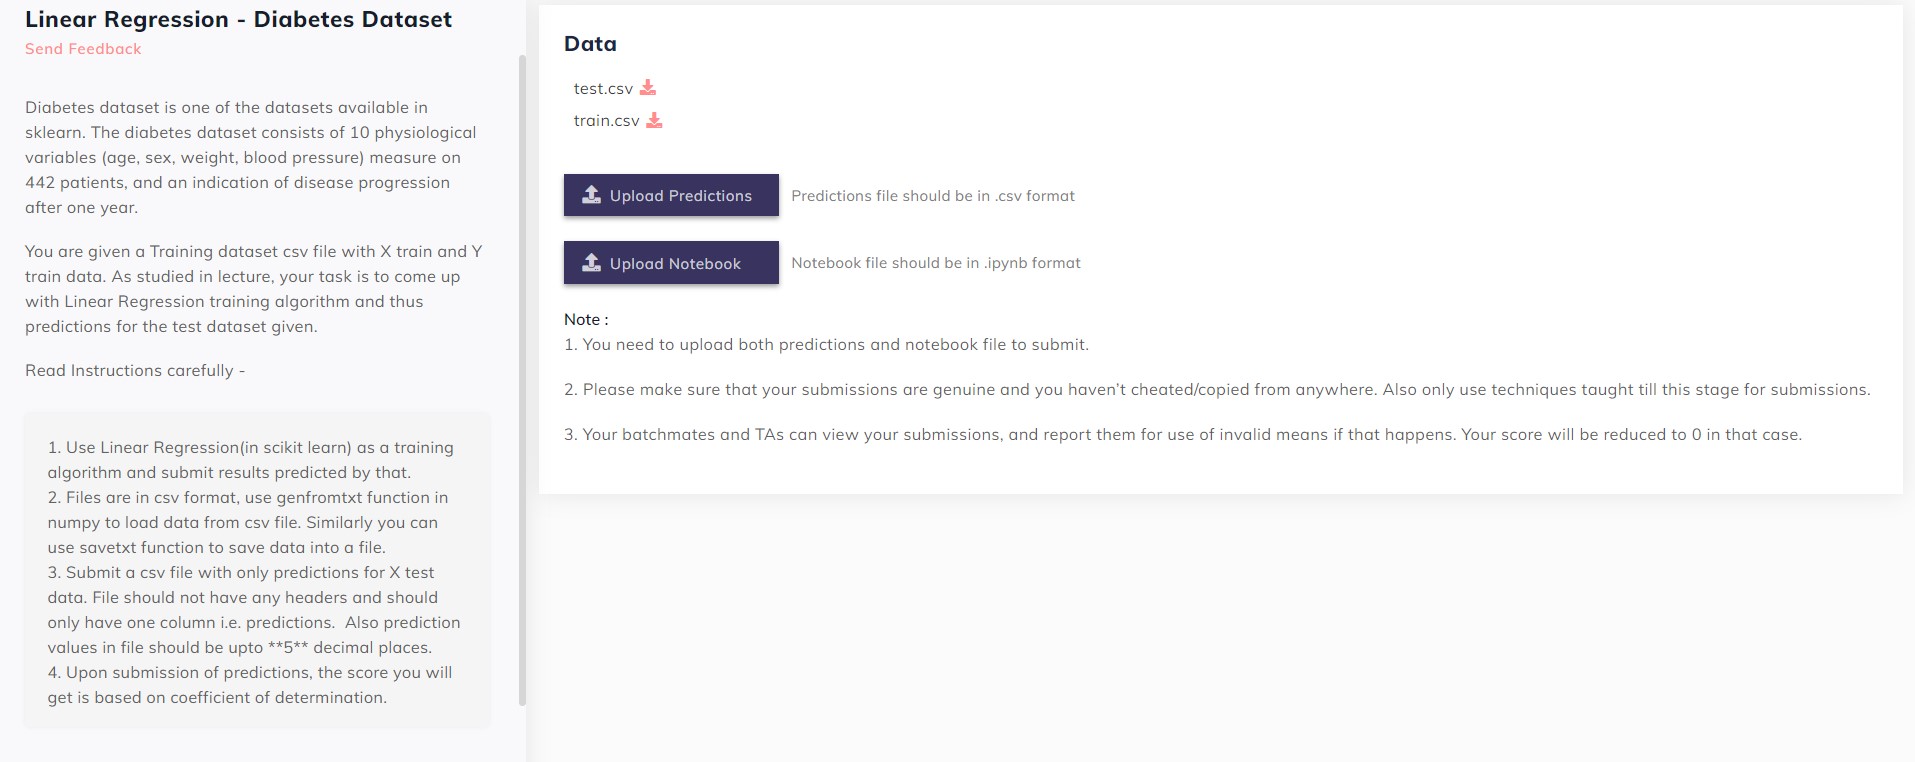 Linear Regression - Diabetes Dataset
Send Feedback
Diabetes dataset is one of the datasets available in
sklearn. The diabetes dataset consists of 10 physiological
variables (age, sex, weight, blood pressure) measure on
442 patients, and an indication of disease progression
after one year.
You are given a Training dataset csv file with X train and Y
train data. As studied in lecture, your task is to come up
with Linear Regression training algorithm and thus
predictions for the test dataset given.
Read Instructions carefully -
1. Use Linear Regression(in scikit learn) as a training
algorithm and submit results predicted by that.
2. Files are in csv format, use genfromtxt function in
numpy to load data from csv file. Similarly you can
use savetxt function to save data into a file.
3. Submit a csv file with only predictions for X test
data. File should not have any headers and should
only have one column i.e. predictions.  Also prediction
values in file should be upto **5** decimal places.
4. Upon submission of predictions, the score you will
get is based on coefficient of determination.
Data
test.csv
train.csv
Upload Predictions
Predictions file should be in .csv format
Upload Notebook
Notebook file should be in .ipynb format
Note :
1. You need to upload both predictions and notebook file to submit.
2. Please make sure that your submissions are genuine and you haven’t cheated/copied from anywhere. Also only use techniques taught till this stage for submissions.
3. Your batchmates and TAs can view your submissions, and report them for use of invalid means if that happens. Your score will be reduced to 0 in that case.